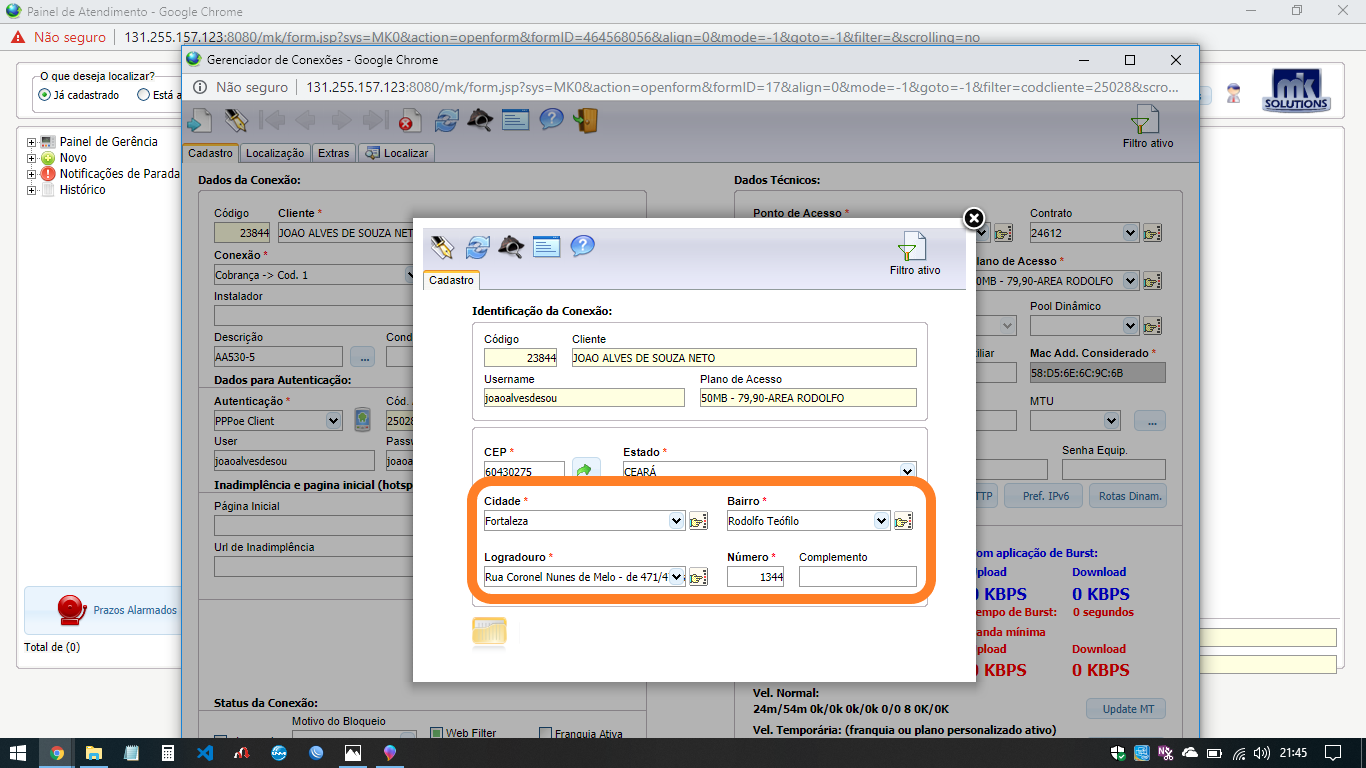 Painel de Atendimento - Google Chrome
Não seguro 131.255.157.123:8080/mk/form.jsp?sys=MK0&action=openform&formID=464568056&align=0&mode=-1&goto=-1&filter=&scrolling=no
O que deseja localizar?
Já cadastrado Está a
mk
SOLUTIONS
Painel de Gerência
Novo
Notificações de Parada
Histórico
Prazos Alarmados
Total de (0)
Gerenciador de Conexões - Google Chrome
Não seguro 131.255.157.123:8080/mk/form.jsp?sys=MK0&action=openform&formID=17&align=0&mode=-1&goto=-1&filter=codcliente=25028&scro...
Filtro ativo
Cadastro Localização Extras Localizar
Dados da Conexão:
Código Cliente *
23844 JOAO ALVES DE SOUZA NET
Conexão *
Cobrança -> Cod. 1
Instalador
Descrição Cond
AA530-5 ...
Dados para Autenticação:
Autenticação * Cód.
PPPoe Client 25028
User Passw
joaoalvesdesou joaoa
Inadimplência e pagina inicial (hotsp
Página Inicial
Url de Inadimplência
Status da Conexão:
Motivo do Bloqueio
Web Filter Franquia Ativa
Dados Técnicos:
Ponto de Acesso * Contrato
24612
lano de Acesso *
0MB - 79,90-AREA RODOLFO
Pool Dinâmico
iliar Mac Add. Considerado *
58:D5:6E:6C:9C:6B
MTU
...
Senha Equip.
TTP Pref. IPv6 Rotas Dinam.
om aplicação de Burst:
pload Download
0 KBPS 0 KBPS
empo de Burst: 0 segundos
anda mínima
pload Download
0 KBPS 0 KBPS
Vel. Normal:
24m/54m 0k/0k 0k/0k 0/0 8 0K/0K
Update MT
Vel. Temporária: (franquia ou plano personalizado ativo)
Filtro ativo
Cadastro
Identificação da Conexão:
Código Cliente
23844 JOAO ALVES DE SOUZA NETO
Username Plano de Acesso
joaoalvesdesou 50MB - 79,90-AREA RODOLFO
CEP * Estado *
60430275 CEARÁ
Cidade * Bairro *
Fortaleza Rodolfo Teófilo
Logradouro * Número * Complemento
Rua Coronel Nunes de Melo - de 471/4 1344
21:45